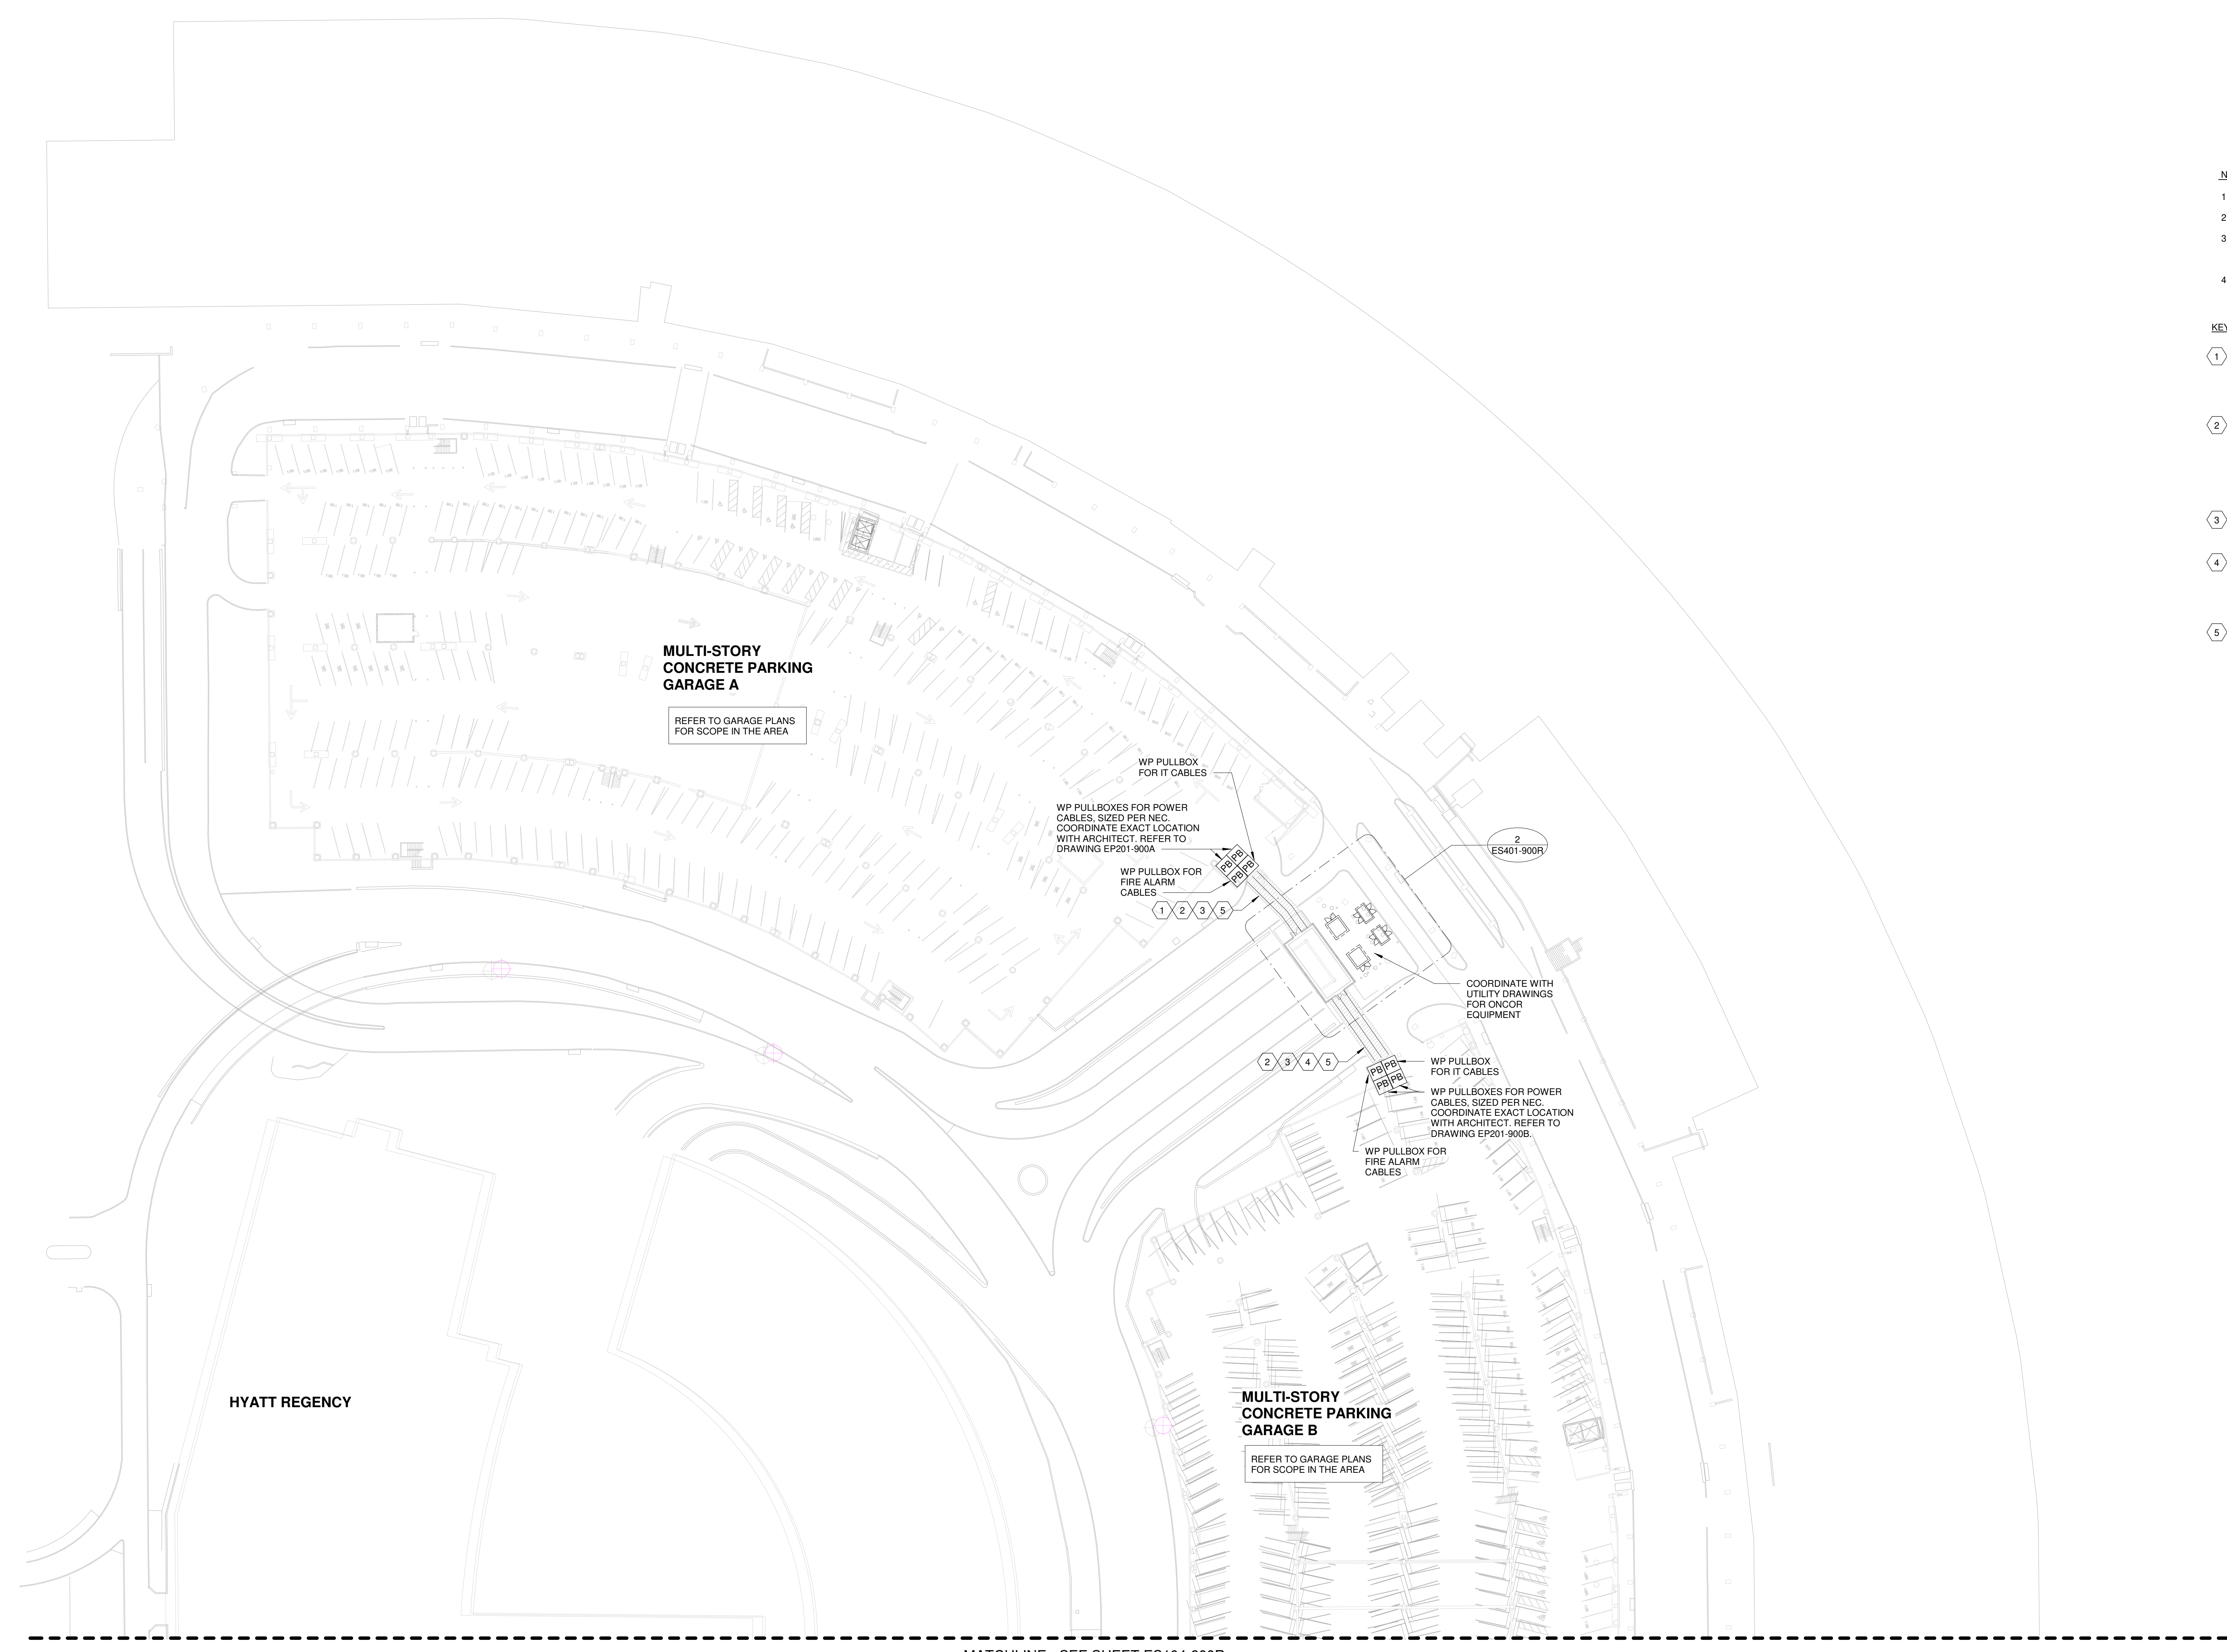 N
1
2
3
4
KEY
1
2
3
4
5
MULTI-STORY
CONCRETE PARKING
GARAGE A
REFER TO GARAGE PLANS
FOR SCOPE IN THE AREA
WP PULLBOX
FOR IT CABLES
WP PULLBOXES FOR POWER
CABLES, SIZED PER NEC.
COORDINATE EXACT LOCATION
WITH ARCHITECT. REFER TO
DRAWING EP201-900A
WP PULLBOX FOR
FIRE ALARM
CABLES
PB
PB
PB
PB
1 2 3 5
2
ES401-900R
COORDINATE WITH
UTILITY DRAWINGS
FOR ONCOR
EQUIPMENT
2 3 4 5
PB
PB
PB
PB
WP PULLBOX
FOR IT CABLES
WP PULLBOXES FOR POWER
CABLES, SIZED PER NEC.
COORDINATE EXACT LOCATION
WITH ARCHITECT. REFER TO
DRAWING EP201-900B.
WP PULLBOX FOR
FIRE ALARM
CABLES
HYATT REGENCY
MULTI-STORY
CONCRETE PARKING
GARAGE B
REFER TO GARAGE PLANS
FOR SCOPE IN THE AREA